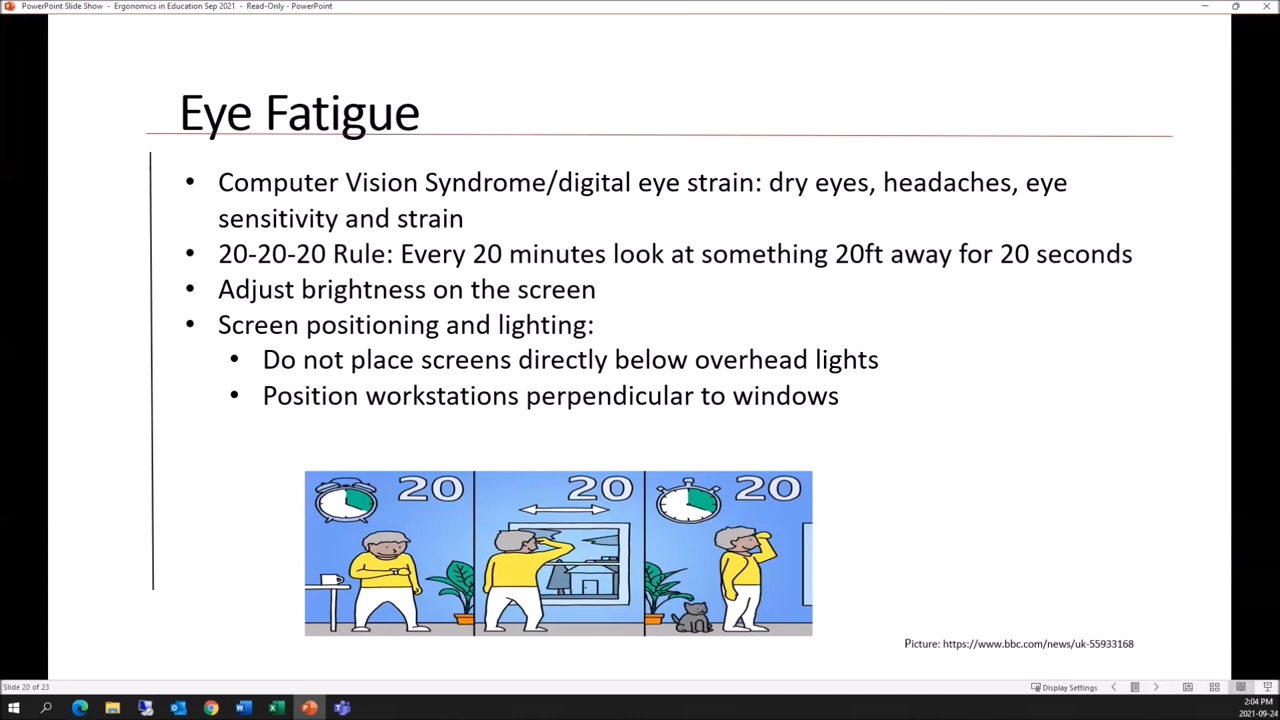 PowerPoint Slide Show - Ergonomics in Education Sep 2021 - Read-Only - PowerPoint
Eye Fatigue
• Computer Vision Syndrome/digital eye strain: dry eyes, headaches, eye
sensitivity and strain
• 20-20-20 Rule: Every 20 minutes look at something 20ft away for 20 seconds
• Adjust brightness on the screen
• Screen positioning and lighting:
• Do not place screens directly below overhead lights
• Position workstations perpendicular to windows
20 20 20
Picture: https://www.bbc.com/news/uk-55933168
Slide 20 of 23 Display Settings
2:04 PM
2021-09-24